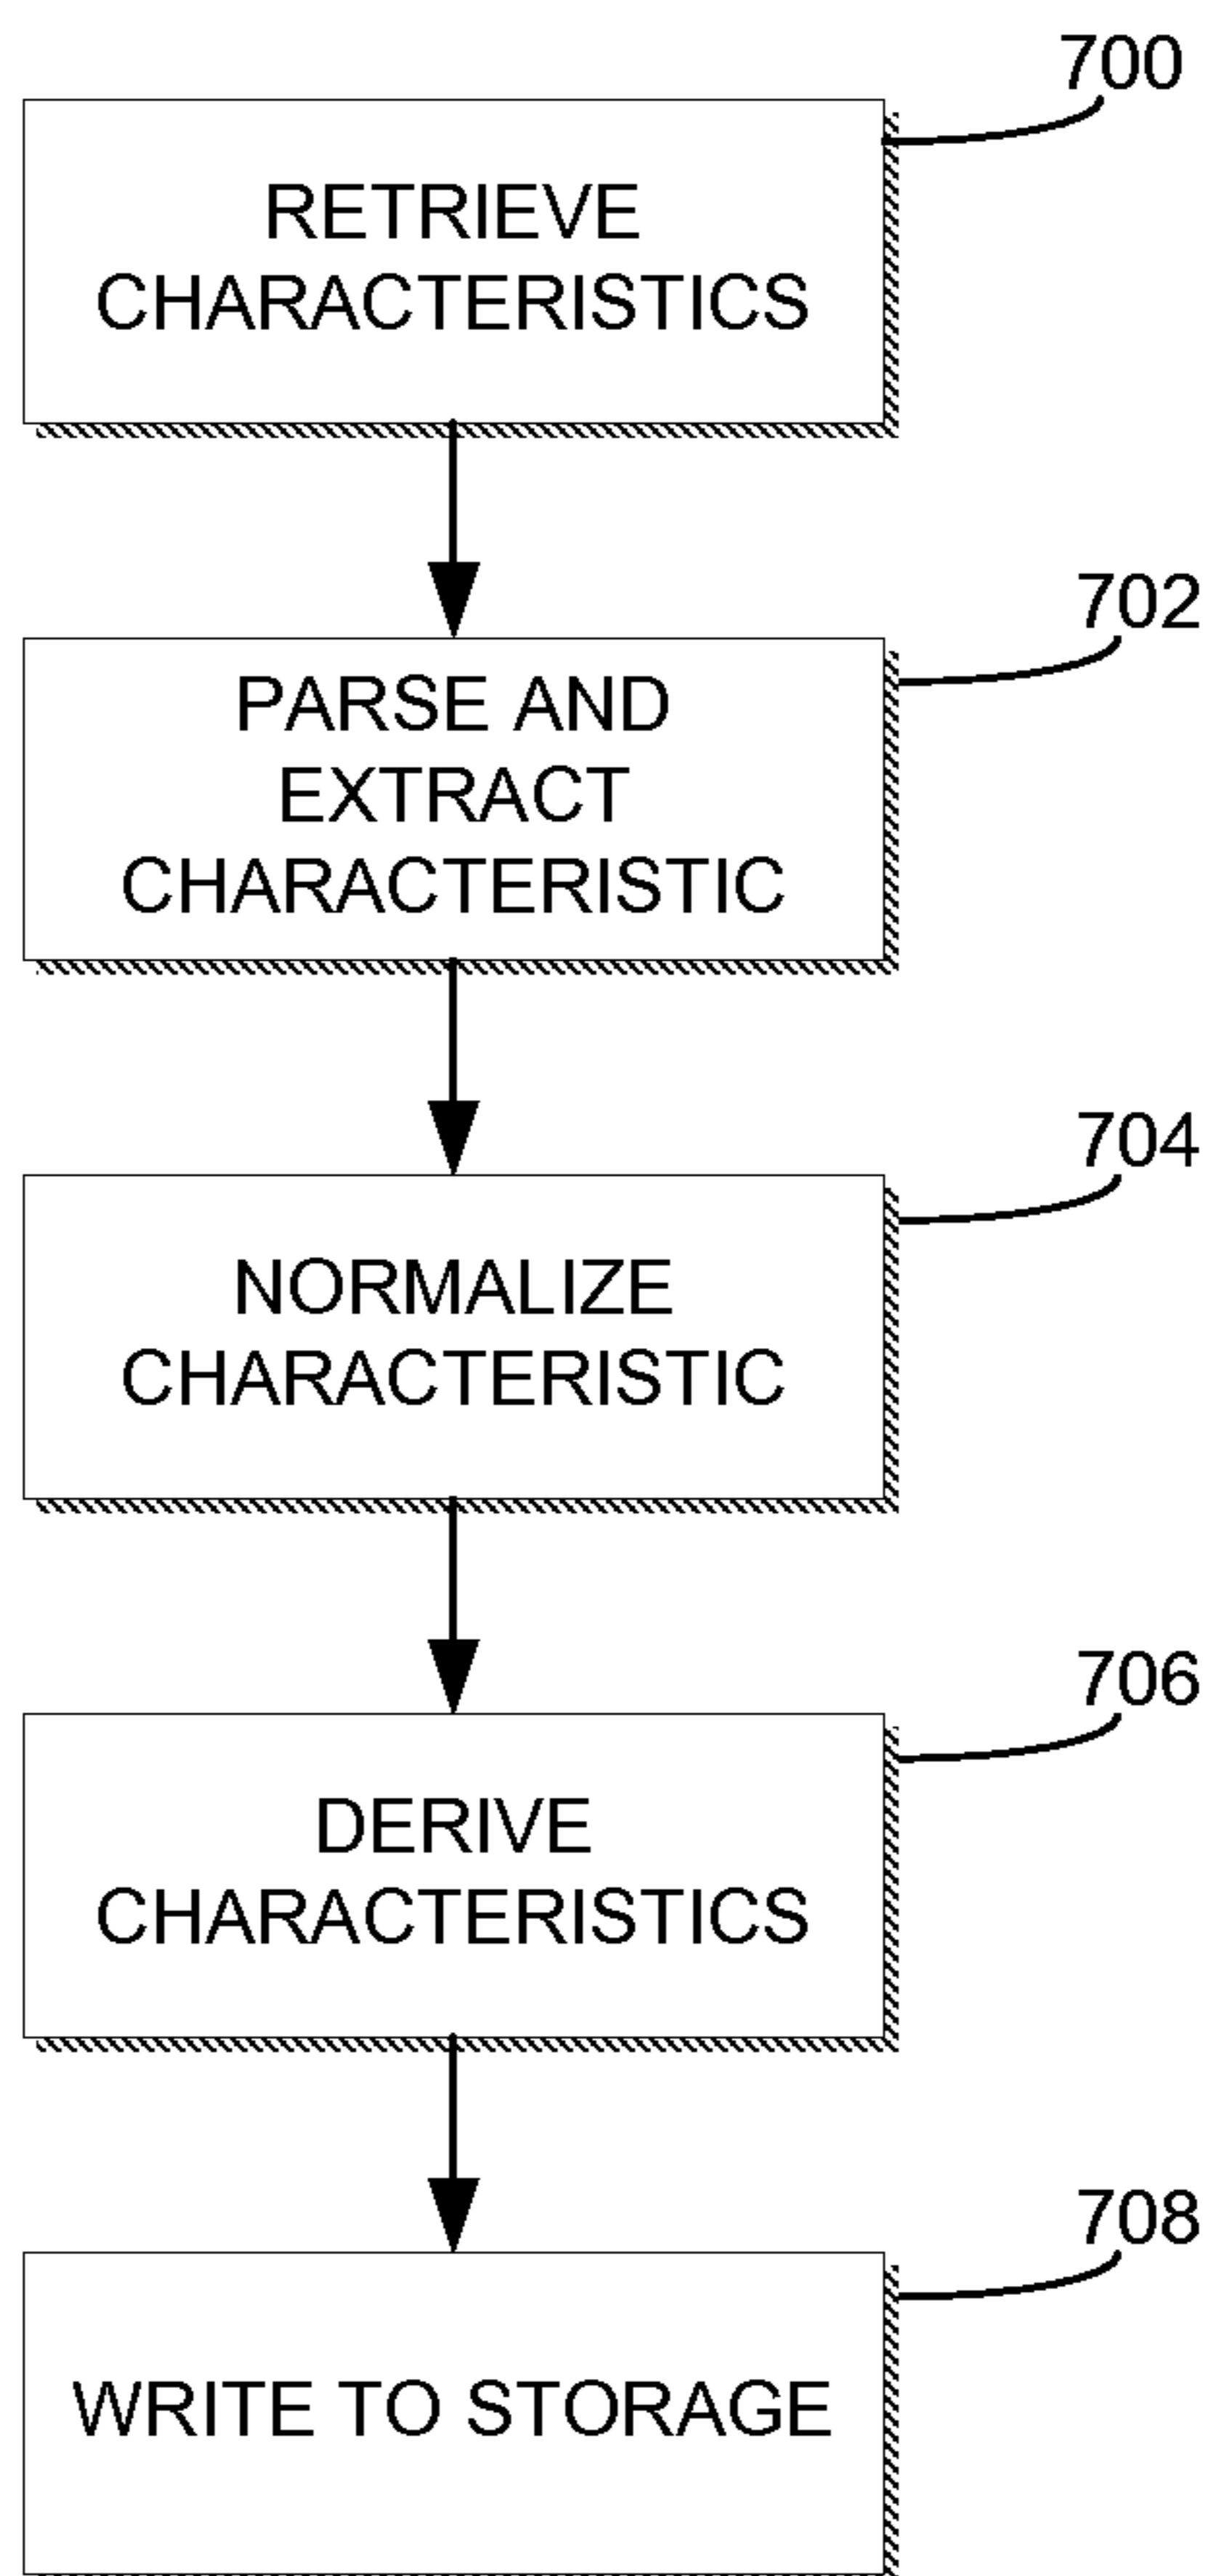 700
RETRIEVE
CHARACTERISTICS
702
PARSE AND
EXTRACT
CHARACTERISTIC
704
NORMALIZE
CHARACTERISTIC
706
DERIVE
CHARACTERISTICS
708
WRITE TO STORAGE